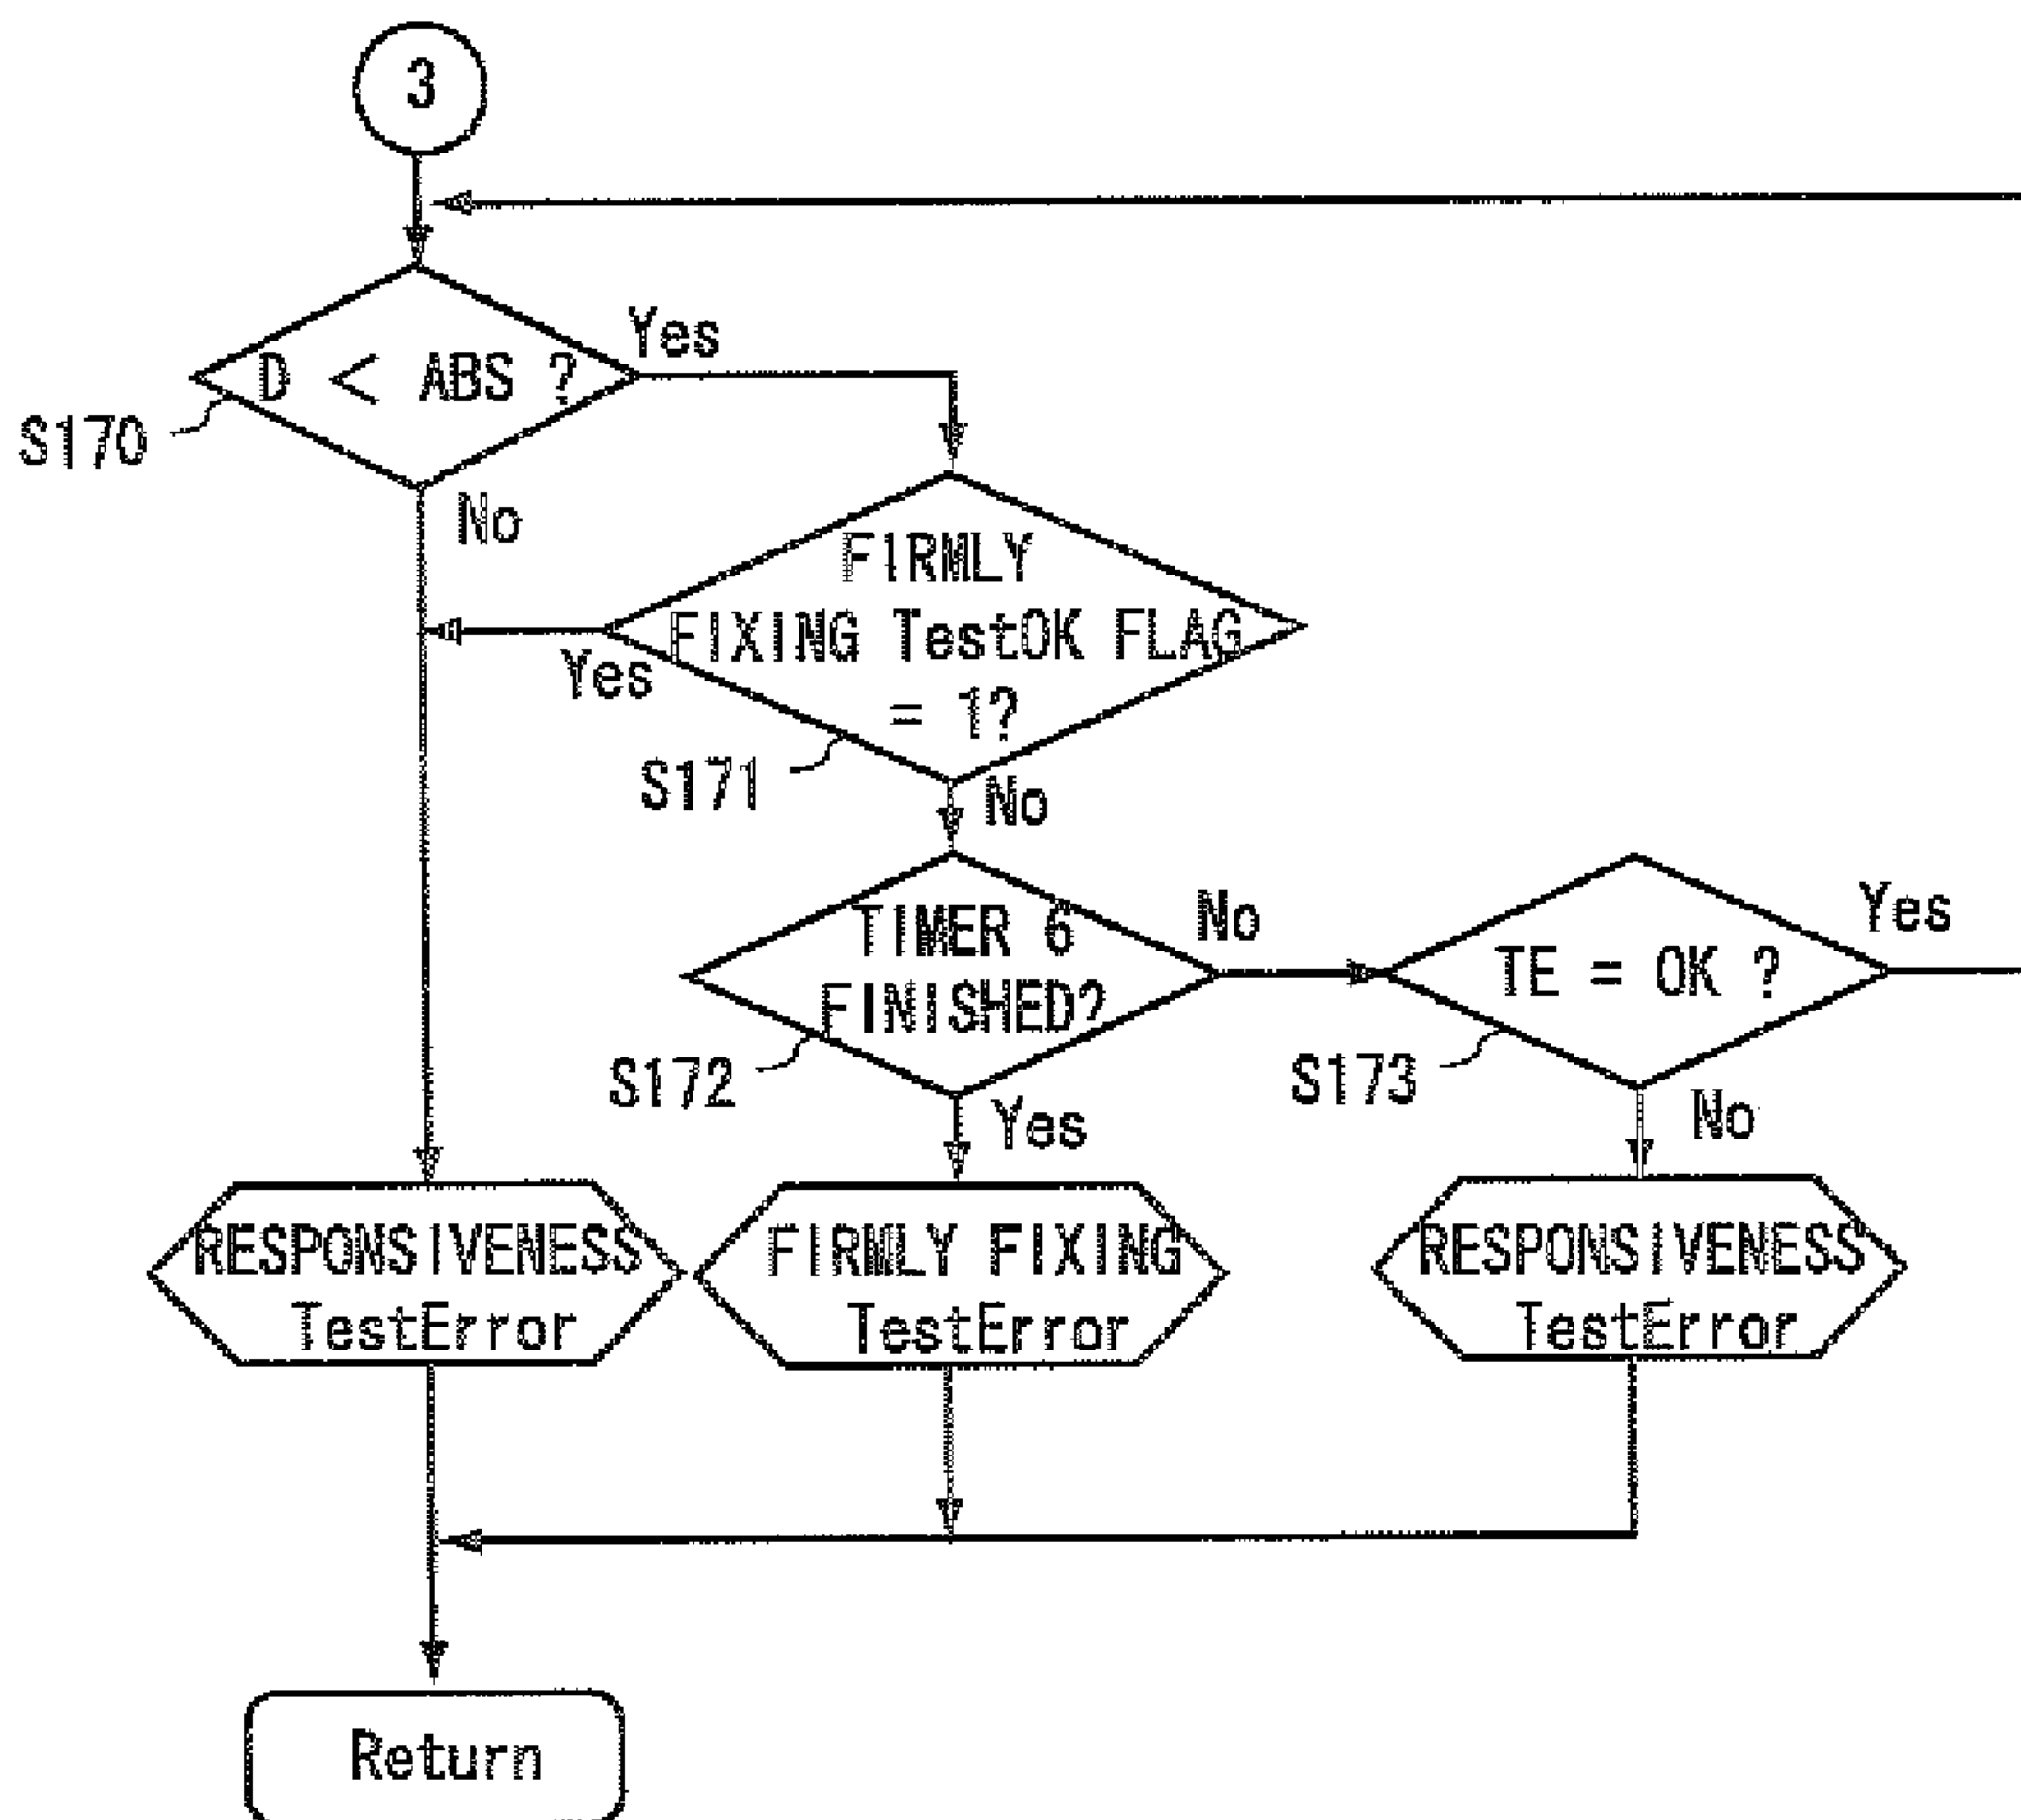 3
D < ABS ?
Yes
S170
No
FIRMLY
FIXING TestOK FLAG
= 1?
Yes
S171
No
TIMER 6
FINISHED?
No
S172
Yes
TE = OK ?
Yes
S173
No
RESPONSIVENESS
TestError
FIRMLY FIXING
TestError
RESPONSIVENESS
TestError
Return